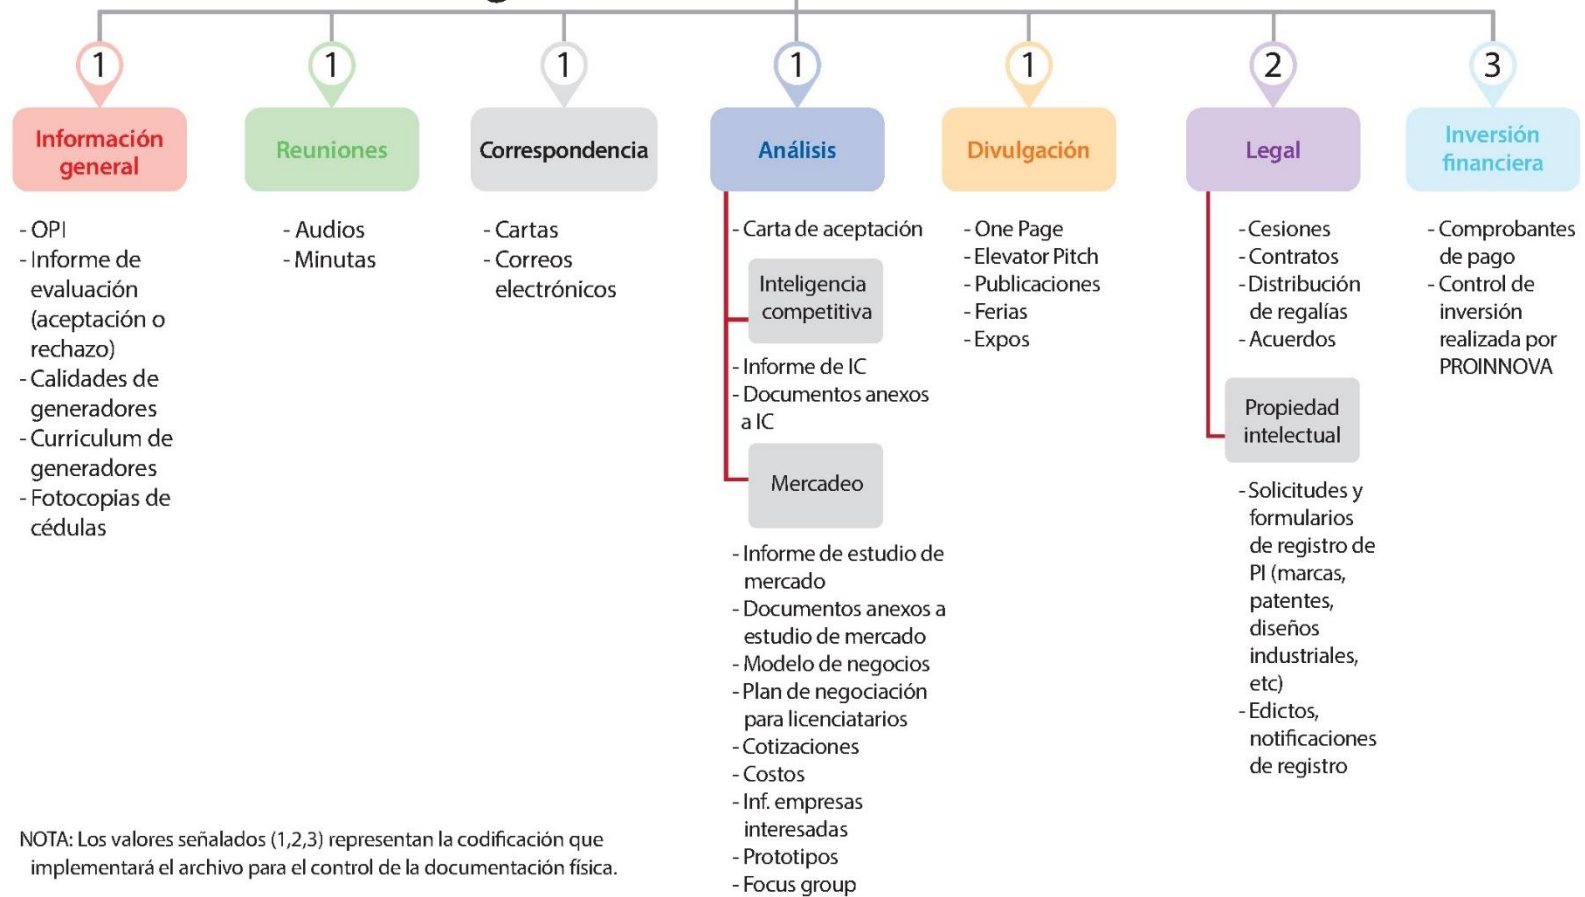 1
Información
general
- OPI
- Informe de
evaluación
(aceptación o
rechazo)
- Calidades de
generadores
- Curriculum de
generadores
- Fotocopias de
cédulas
1
Reuniones
- Audios
- Minutas
1
Correspondencia
- Cartas
- Correos
electrónicos
1
Análisis
- Carta de aceptación
Inteligencia
competitiva
- Informe de IC
- Documentos anexos
a IC
Mercadeo
- Informe de estudio de
mercado
- Documentos anexos a
estudio de mercado
- Modelo de negocios
- Plan de negociación
para licenciatarios
- Cotizaciones
- Costos
- Inf. empresas
interesadas
- Prototipos
- Focus group
1
Divulgación
- One Page
- Elevator Pitch
- Publicaciones
- Ferias
- Expos
2
Legal
- Cesiones
- Contratos
- Distribución
de regalías
- Acuerdos
Propiedad
intelectual
- Solicitudes y
formularios
de registro de
PI (marcas,
patentes,
diseños
industriales,
etc)
- Edictos,
notificaciones
de registro
3
Inversión
financiera
- Comprobantes
de pago
- Control de
inversión
realizada por
PROINNOVA
NOTA: Los valores señalados (1,2,3) representan la codificación que
implementará el archivo para el control de la documentación física.